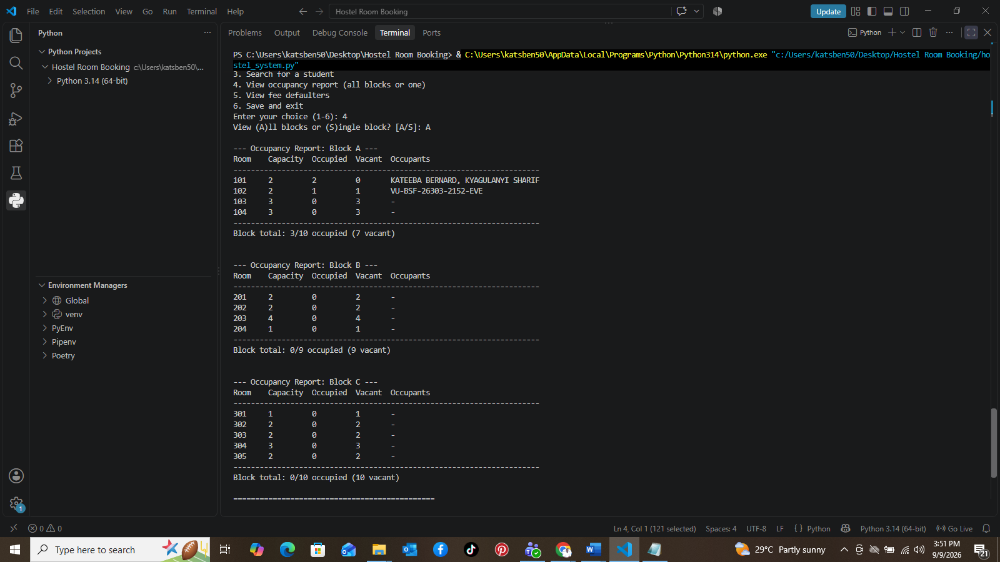 File Edit Selection View Go Run Terminal Help
Hostel Room Booking
Update
Python
Python Projects
Hostel Room Booking c:\Users\katsben50\...
Python 3.14 (64-bit)
Environment Managers
Global
venv
PyEnv
Pipenv
Poetry
1
Problems Output Debug Console Terminal Ports
Python
PS C:\Users\katsben50\Desktop\Hostel Room Booking> & C:\Users\katsben50\AppData\Local\Programs\Python\Python314\python.exe "c:/Users/katsben50/Desktop/Hostel Room Booking/ho
stel_system.py"
3. Search for a student
4. View occupancy report (all blocks or one)
5. View fee defaulters
6. Save and exit
Enter your choice (1-6): 4
View (A)ll blocks or (S)ingle block? [A/S]: A
--- Occupancy Report: Block A ---
Room Capacity Occupied Vacant Occupants
----------------------------------------------------------------------
101 2 2 0 KATEEBA BERNARD, KYAGULANYI SHARIF
102 2 1 1 VU-BSF-26303-2152-EVE
103 3 0 3 -
104 3 0 3 -
----------------------------------------------------------------------
Block total: 3/10 occupied (7 vacant)
--- Occupancy Report: Block B ---
Room Capacity Occupied Vacant Occupants
----------------------------------------------------------------------
201 2 0 2 -
202 2 0 2 -
203 4 0 4 -
204 1 0 1 -
----------------------------------------------------------------------
Block total: 0/9 occupied (9 vacant)
--- Occupancy Report: Block C ---
Room Capacity Occupied Vacant Occupants
----------------------------------------------------------------------
301 1 0 1 -
302 2 0 2 -
303 2 0 2 -
304 3 0 3 -
305 2 0 2 -
----------------------------------------------------------------------
Block total: 0/10 occupied (10 vacant)
==============================================
0 0
Ln 4, Col 1 (121 selected) Spaces: 4 UTF-8 LF { } Python Python 3.14 (64-bit) Go Live
Type here to search
29°C Partly sunny
3:51 PM
9/9/2026
21